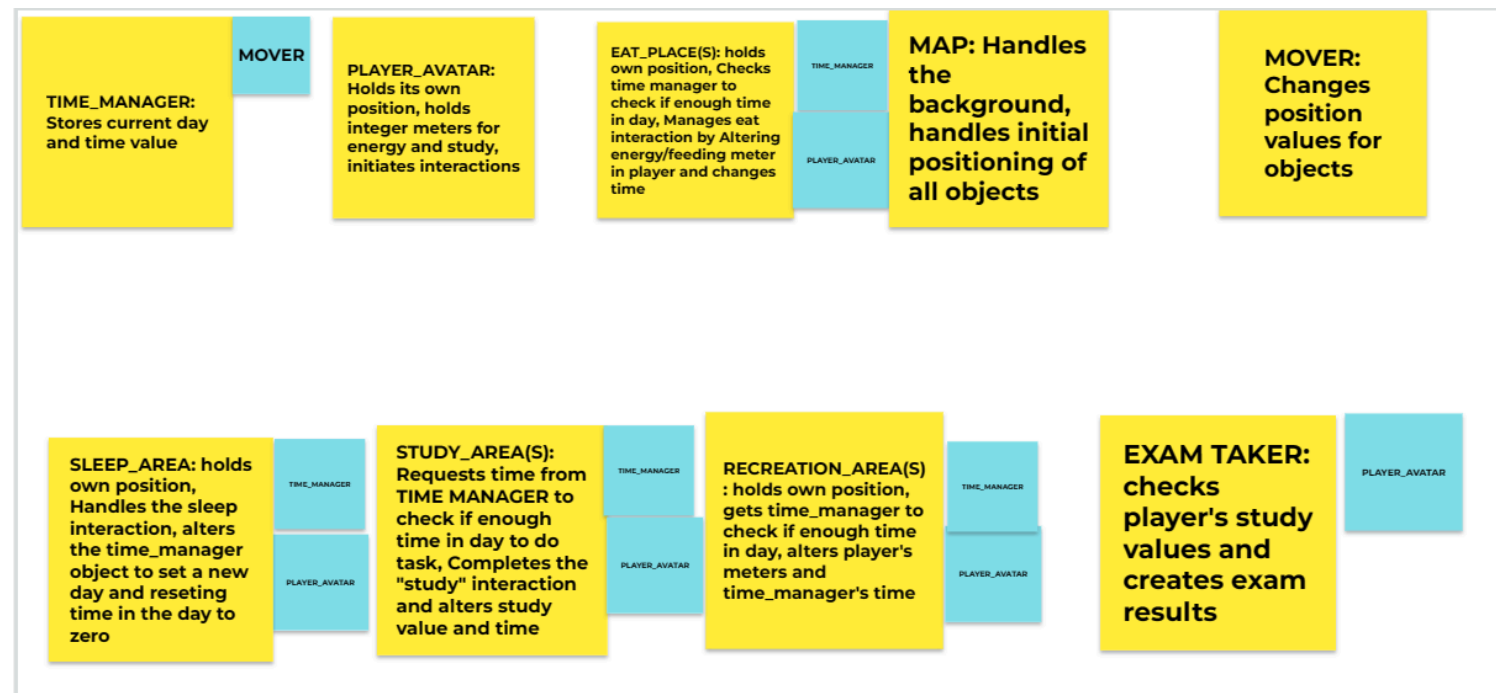 TIME_MANAGER:
Stores current day
and time value
MOVER
PLAYER_AVATAR:
Holds its own
position, holds
integer meters for
energy and study,
initiates interactions
EAT_PLACE(S): holds
own position, Checks
time manager to
check if enough time
in day, Manages eat
interaction by Altering
energy/feeding meter
in player and changes
time
TIME_MANAGER
PLAYER_AVATAR
MAP: Handles
the
background,
handles initial
positioning of
all objects
MOVER:
Changes
position
values for
objects
SLEEP_AREA: holds
own position,
Handles the sleep
interaction, alters
the time_manager
object to set a new
day and reseting
time in the day to
zero
TIME_MANAGER
PLAYER_AVATAR
STUDY_AREA(S):
Requests time from
TIME MANAGER to
check if enough
time in day to do
task, Completes the
"study" interaction
and alters study
value and time
TIME_MANAGER
PLAYER_AVATAR
RECREATION_AREA(S)
: holds own position,
gets time_manager to
check if enough time
in day, alters player's
meters and
time_manager's time
TIME_MANAGER
PLAYER_AVATAR
EXAM TAKER:
checks
player's study
values and
creates exam
results
PLAYER_AVATAR